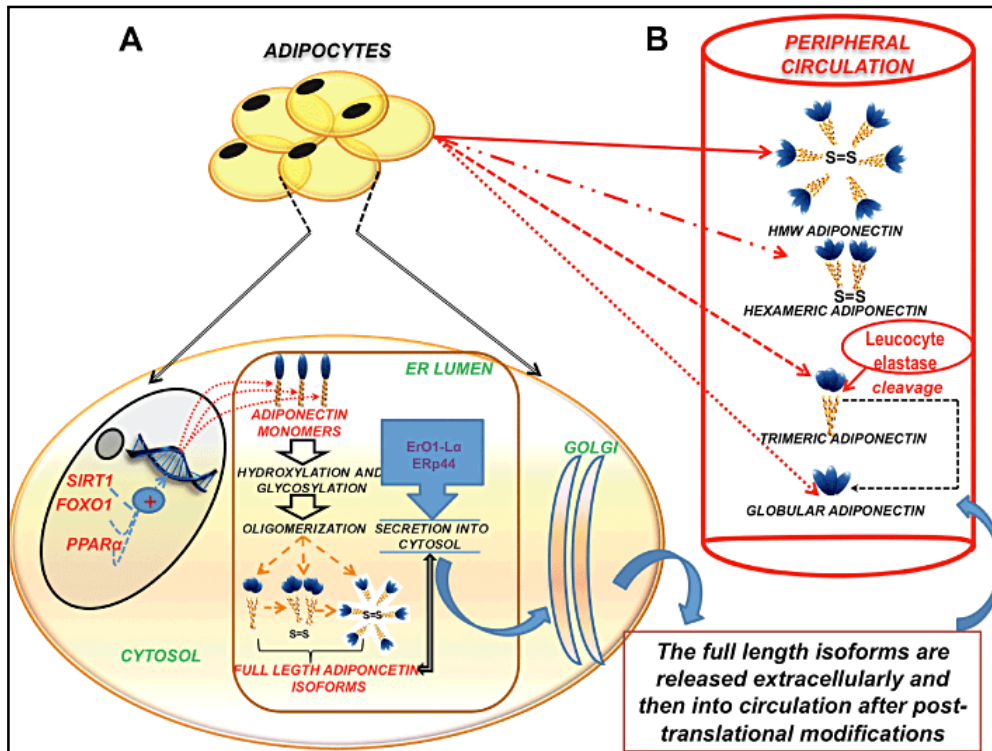 A
ADIPOCYTES
ER LUMEN
ADIPONECTIN
MONOMERS
HYDROXYLATION AND
GLYCOSYLATION
OLIGOMERIZATION
S=S
S=S
FULL LEGTH ADIPONCETIN
ISOFORMS
ErO1-Lα
ERp44
SECRETION INTO
CYTOSOL
GOLGI
SIRT1
FOXO1
+
PPARα
CYTOSOL
B
PERIPHERAL
CIRCULATION
S=S
HMW ADIPONECTIN
S=S
HEXAMERIC ADIPONECTIN
Leucocyte
elastase
cleavage
TRIMERIC ADIPONECTIN
GLOBULAR ADIPONECTIN
The full length isoforms are
released extracellularly and
then into circulation after post-
translational modifications